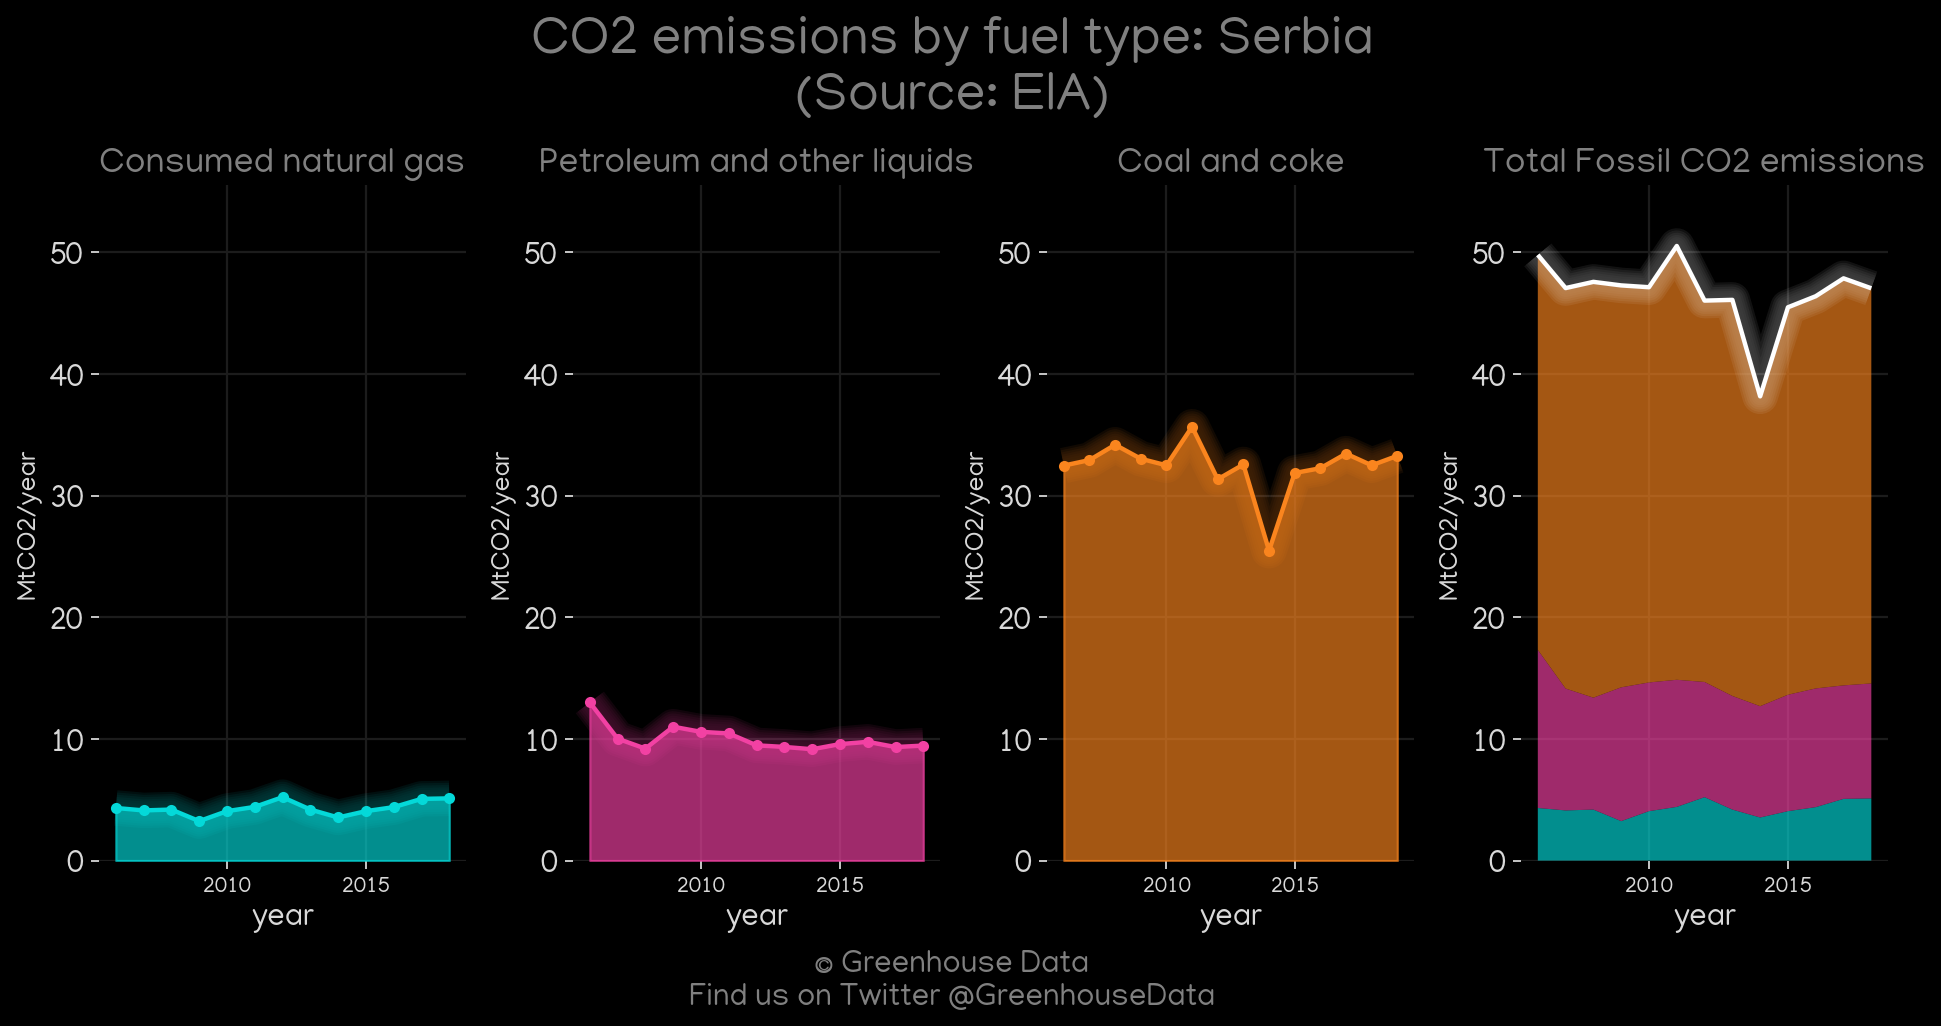 CO2 emissions by fuel type: Serbia
(Source: EIA)
Consumed natural gas
Petroleum and other liquids
Coal and coke
Total Fossil CO2 emissions
50
40
30
20
10
0
MtCO2/year
2010
2015
year
50
40
30
20
10
0
MtCO2/year
2010
2015
year
50
40
30
20
10
0
MtCO2/year
2010
2015
year
50
40
30
20
10
0
MtCO2/year
2010
2015
year
© Greenhouse Data
Find us on Twitter @GreenhouseData